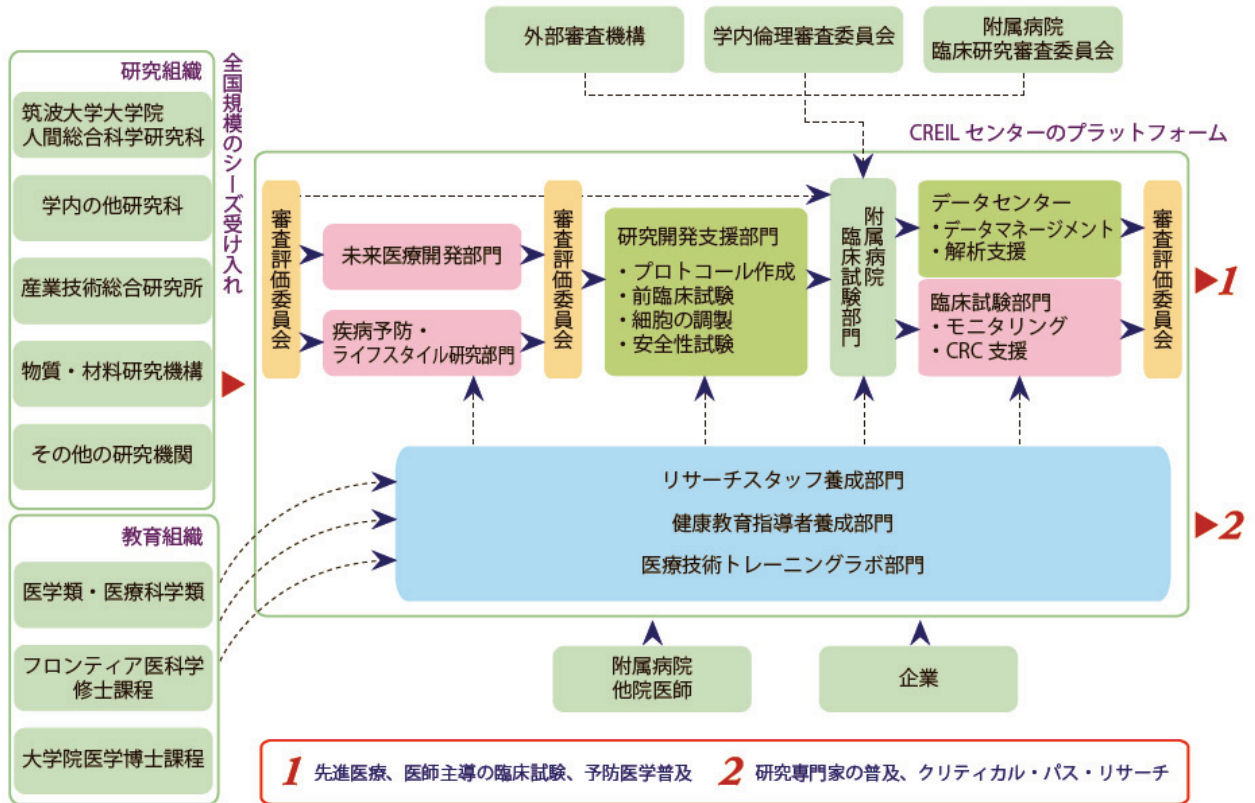 外部審査機構
学内倫理審査委員会
附属病院
臨床研究審査委員会
研究組織
筑波大学大学院
人間総合科学研究科
学内の他研究科
産業技術総合研究所
物質・材料研究機構
その他の研究機関
全国規模のシーズ受け入れ
CREIL センターのプラットフォーム
審査評価委員会
未来医療開発部門
疾病予防・
ライフスタイル研究部門
審査評価委員会
研究開発支援部門
・プロトコール作成
・前臨床試験
・細胞の調製
・安全性試験
附属病院
臨床試験部門
データセンター
・データマネージメント
・解析支援
臨床試験部門
・モニタリング
・CRC 支援
審査評価委員会
1
リサーチスタッフ養成部門
健康教育指導者養成部門
医療技術トレーニングラボ部門
2
教育組織
医学類・医療科学類
フロンティア医科学
修士課程
大学院医学博士課程
附属病院
他院医師
企業
1 先進医療、医師主導の臨床試験、予防医学普及 2 研究専門家の普及、クリティカル・パス・リサーチ